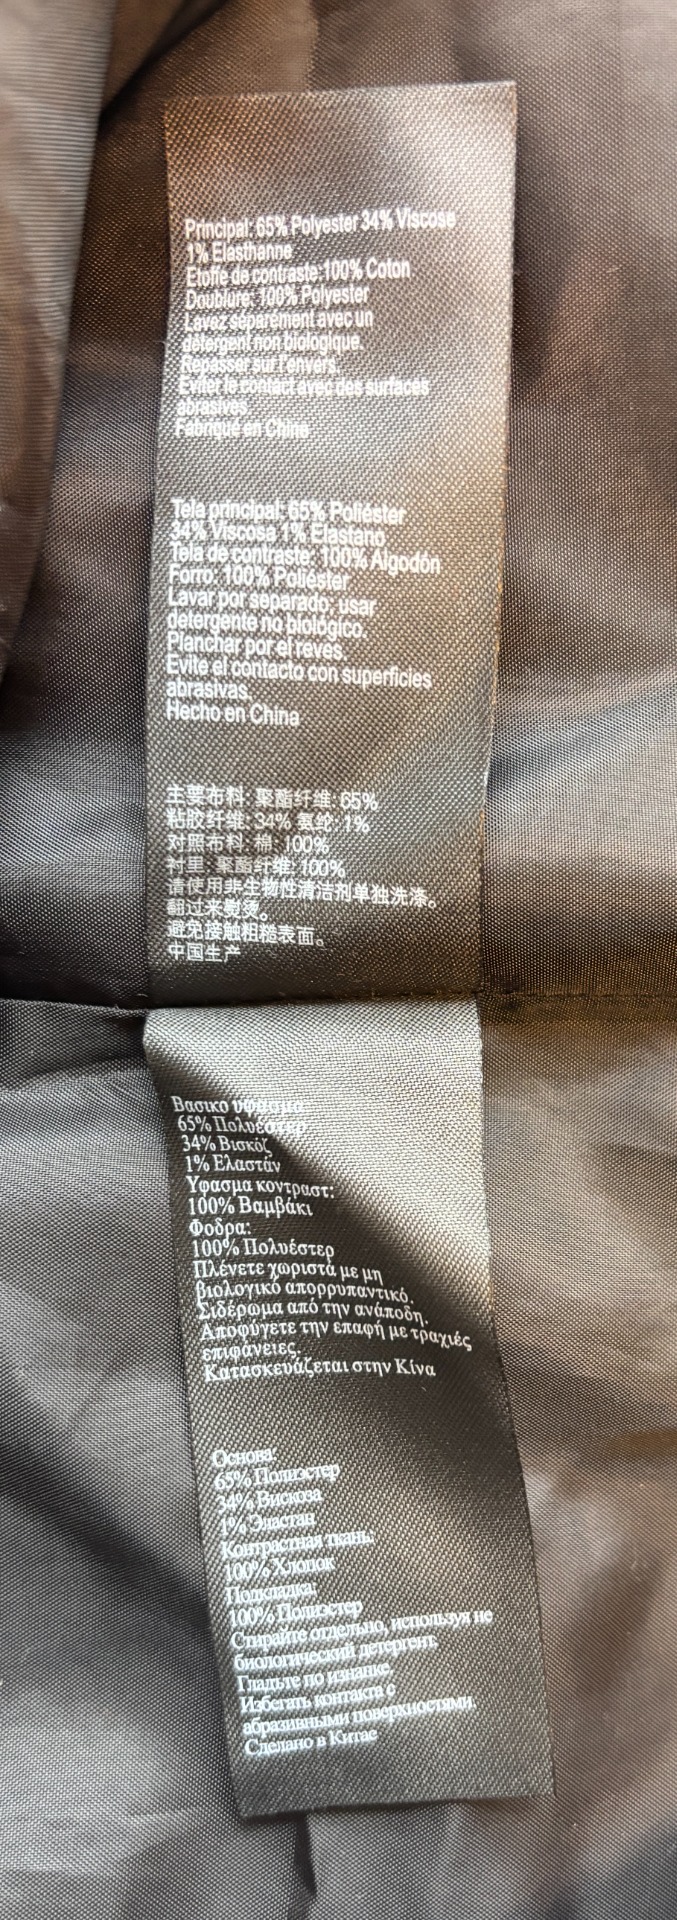 Principal: 65% Polyester 34% Viscose
1% Elasthanne
Etoffe de contraste:100% Coton
Doublure: 100% Polyester
Lavez séparément avec un
détergent non biologique.
Repasser sur l'envers.
Eviter le contact avec des surfaces
abrasives.
Fabriqué en Chine
Tela principal: 65% Poliéster
34% Viscosa 1% Elastano
Tela de contraste: 100% Algodón
Forro: 100% Poliéster
Lavar por separado; usar
detergente no biológico.
Planchar por el reves.
Evite el contacto con superficies
abrasivas.
Hecho en China
主要布料: 聚酯纤维: 65%
粘胶纤维: 34% 氨纶: 1%
对照布料: 棉: 100%
衬里: 聚酯纤维: 100%
请使用非生物性清洁剂单独洗涤。
翻过来熨烫。
避免接触粗糙表面。
中国生产
Βασικο υφασμα
65% Πολυέστερ
34% Βισκόζ
1% Ελαστάν
Υφασμα κοντραστ:
100% Βαμβάκι
Φοδρα:
100% Πολυέστερ
Πλένετε χωριστά με μη
βιολογικό απορρυπαντικό.
Σιδέρωμα από την ανάποδη.
Αποφύγετε την επαφή με τραχιές
επιφάνειες.
Κατασκευάζεται στην Κίνα
Основа:
65% Полиэстер
34% Вискоза
1% Эластан
Контрастная ткань:
100% Хлопок
Подкладка:
100% Полиэстер
Стирайте отдельно, используя не
биологический детергент.
Гладьте по изнанке.
Избегать контакта с
абразивными поверхностями.
Сделано в Китае